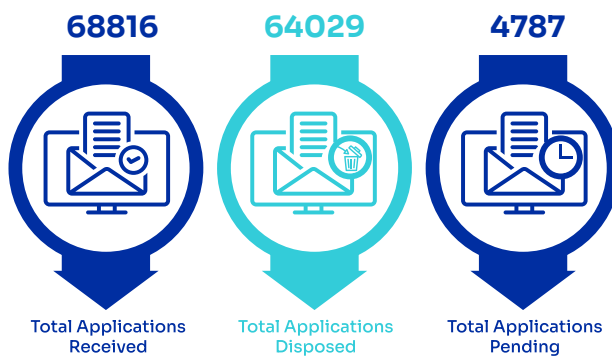 68816
64029
4787
Total Applications
Received
Total Applications
Disposed
Total Applications
Pending